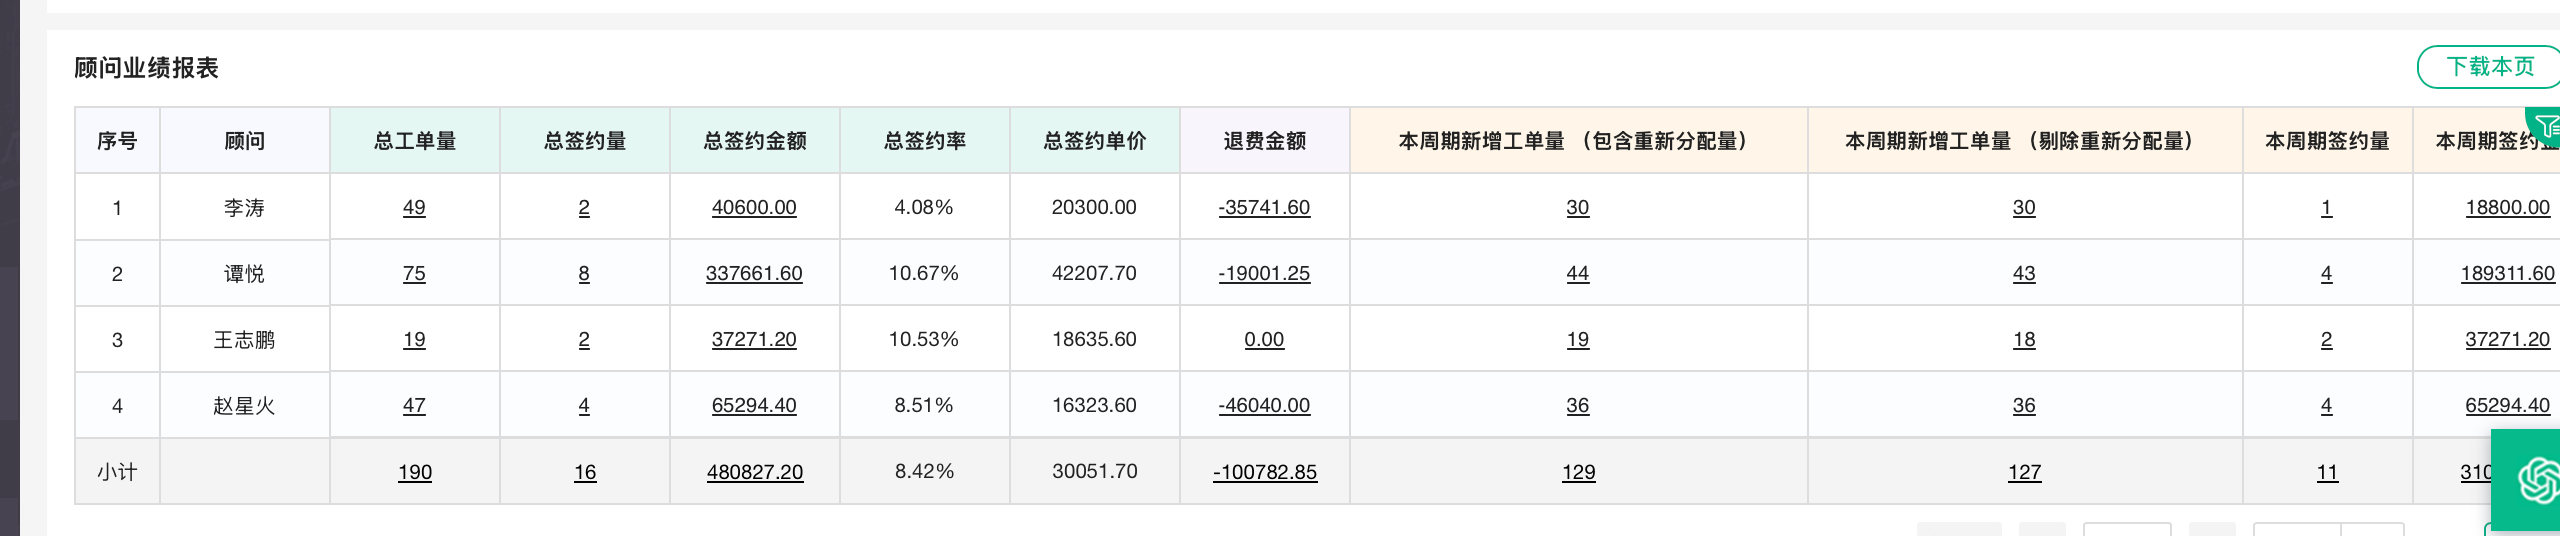 顾问业绩报表
下载本页
序号 顾问 总工单量 总签约量 总签约金额 总签约率 总签约单价 退费金额 本周期新增工单量 （包含重新分配量） 本周期新增工单量 （剔除重新分配量） 本周期签约量 本周期签约
1 李涛 49 2 40600.00 4.08% 20300.00 -35741.60 30 30 1 18800.00
2 谭悦 75 8 337661.60 10.67% 42207.70 -19001.25 44 43 4 189311.60
3 王志鹏 19 2 37271.20 10.53% 18635.60 0.00 19 18 2 37271.20
4 赵星火 47 4 65294.40 8.51% 16323.60 -46040.00 36 36 4 65294.40
小计 190 16 480827.20 8.42% 30051.70 -100782.85 129 127 11 310